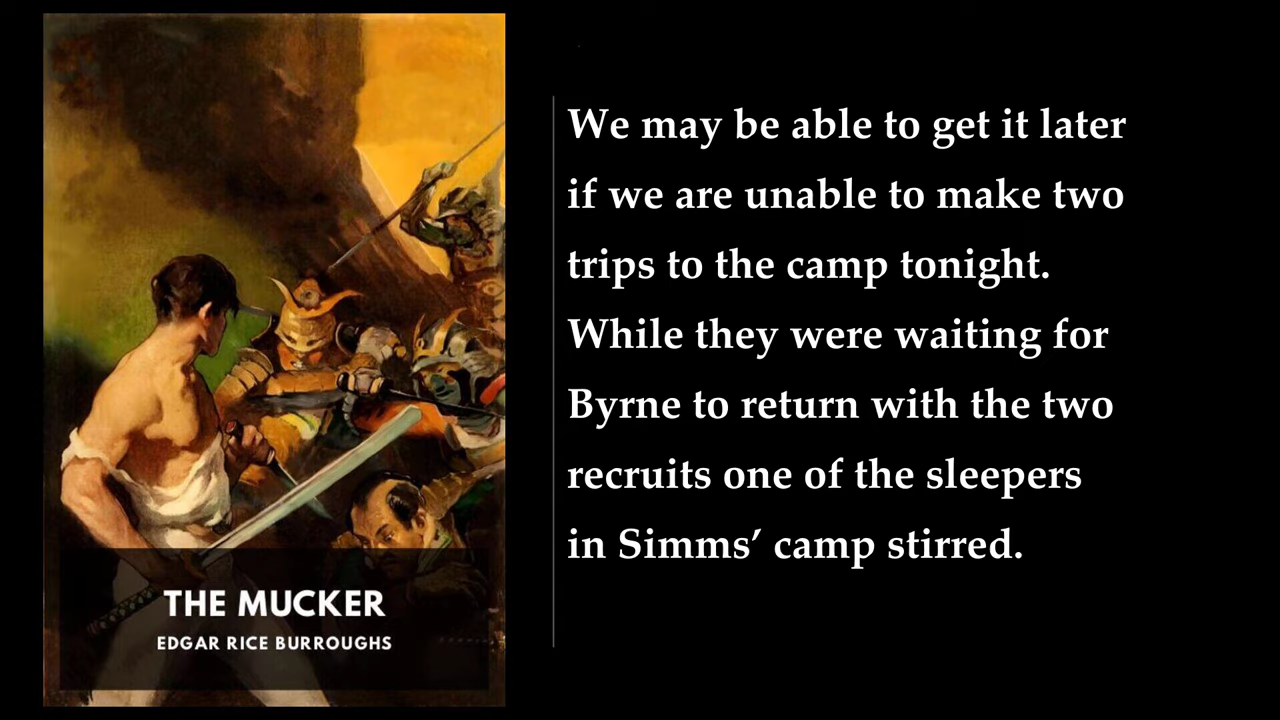 THE MUCKER
EDGAR RICE BURROUGHS
We may be able to get it later
if we are unable to make two
trips to the camp tonight.
While they were waiting for
Byrne to return with the two
recruits one of the sleepers
in Simms’ camp stirred.